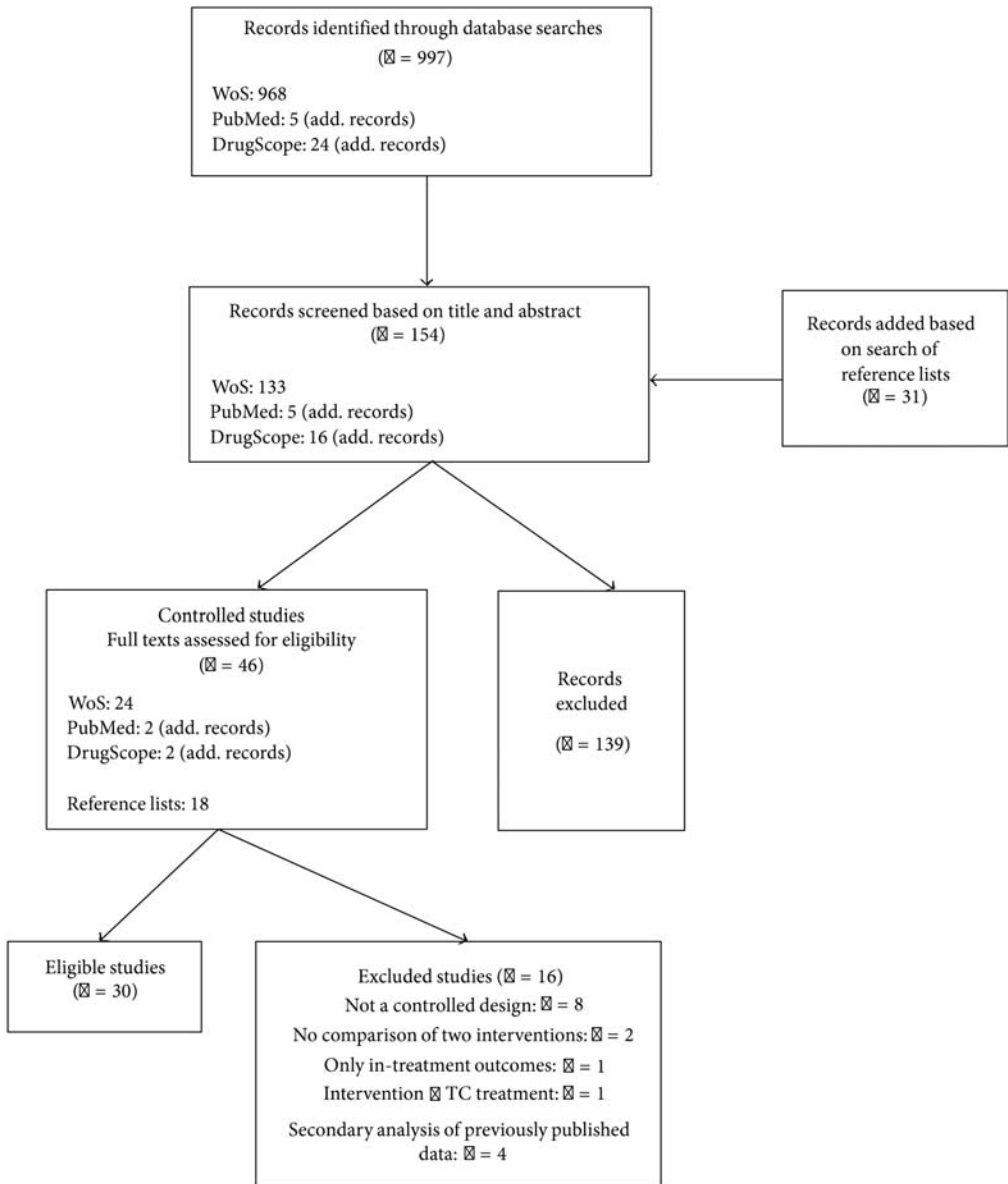 Records identified through database searches
(⊠ = 997)
WoS: 968
PubMed: 5 (add. records)
DrugScope: 24 (add. records)
Records screened based on title and abstract
(⊠ = 154)
WoS: 133
PubMed: 5 (add. records)
DrugScope: 16 (add. records)
Records added based
on search of
reference lists
(⊠ = 31)
Controlled studies
Full texts assessed for eligibility
(⊠ = 46)
WoS: 24
PubMed: 2 (add. records)
DrugScope: 2 (add. records)
Reference lists: 18
Records
excluded
(⊠ = 139)
Eligible studies
(⊠ = 30)
Excluded studies (⊠ = 16)
Not a controlled design: ⊠ = 8
No comparison of two interventions: ⊠ = 2
Only in-treatment outcomes: ⊠ = 1
Intervention ⊠ TC treatment: ⊠ = 1
Secondary analysis of previously published
data: ⊠ = 4